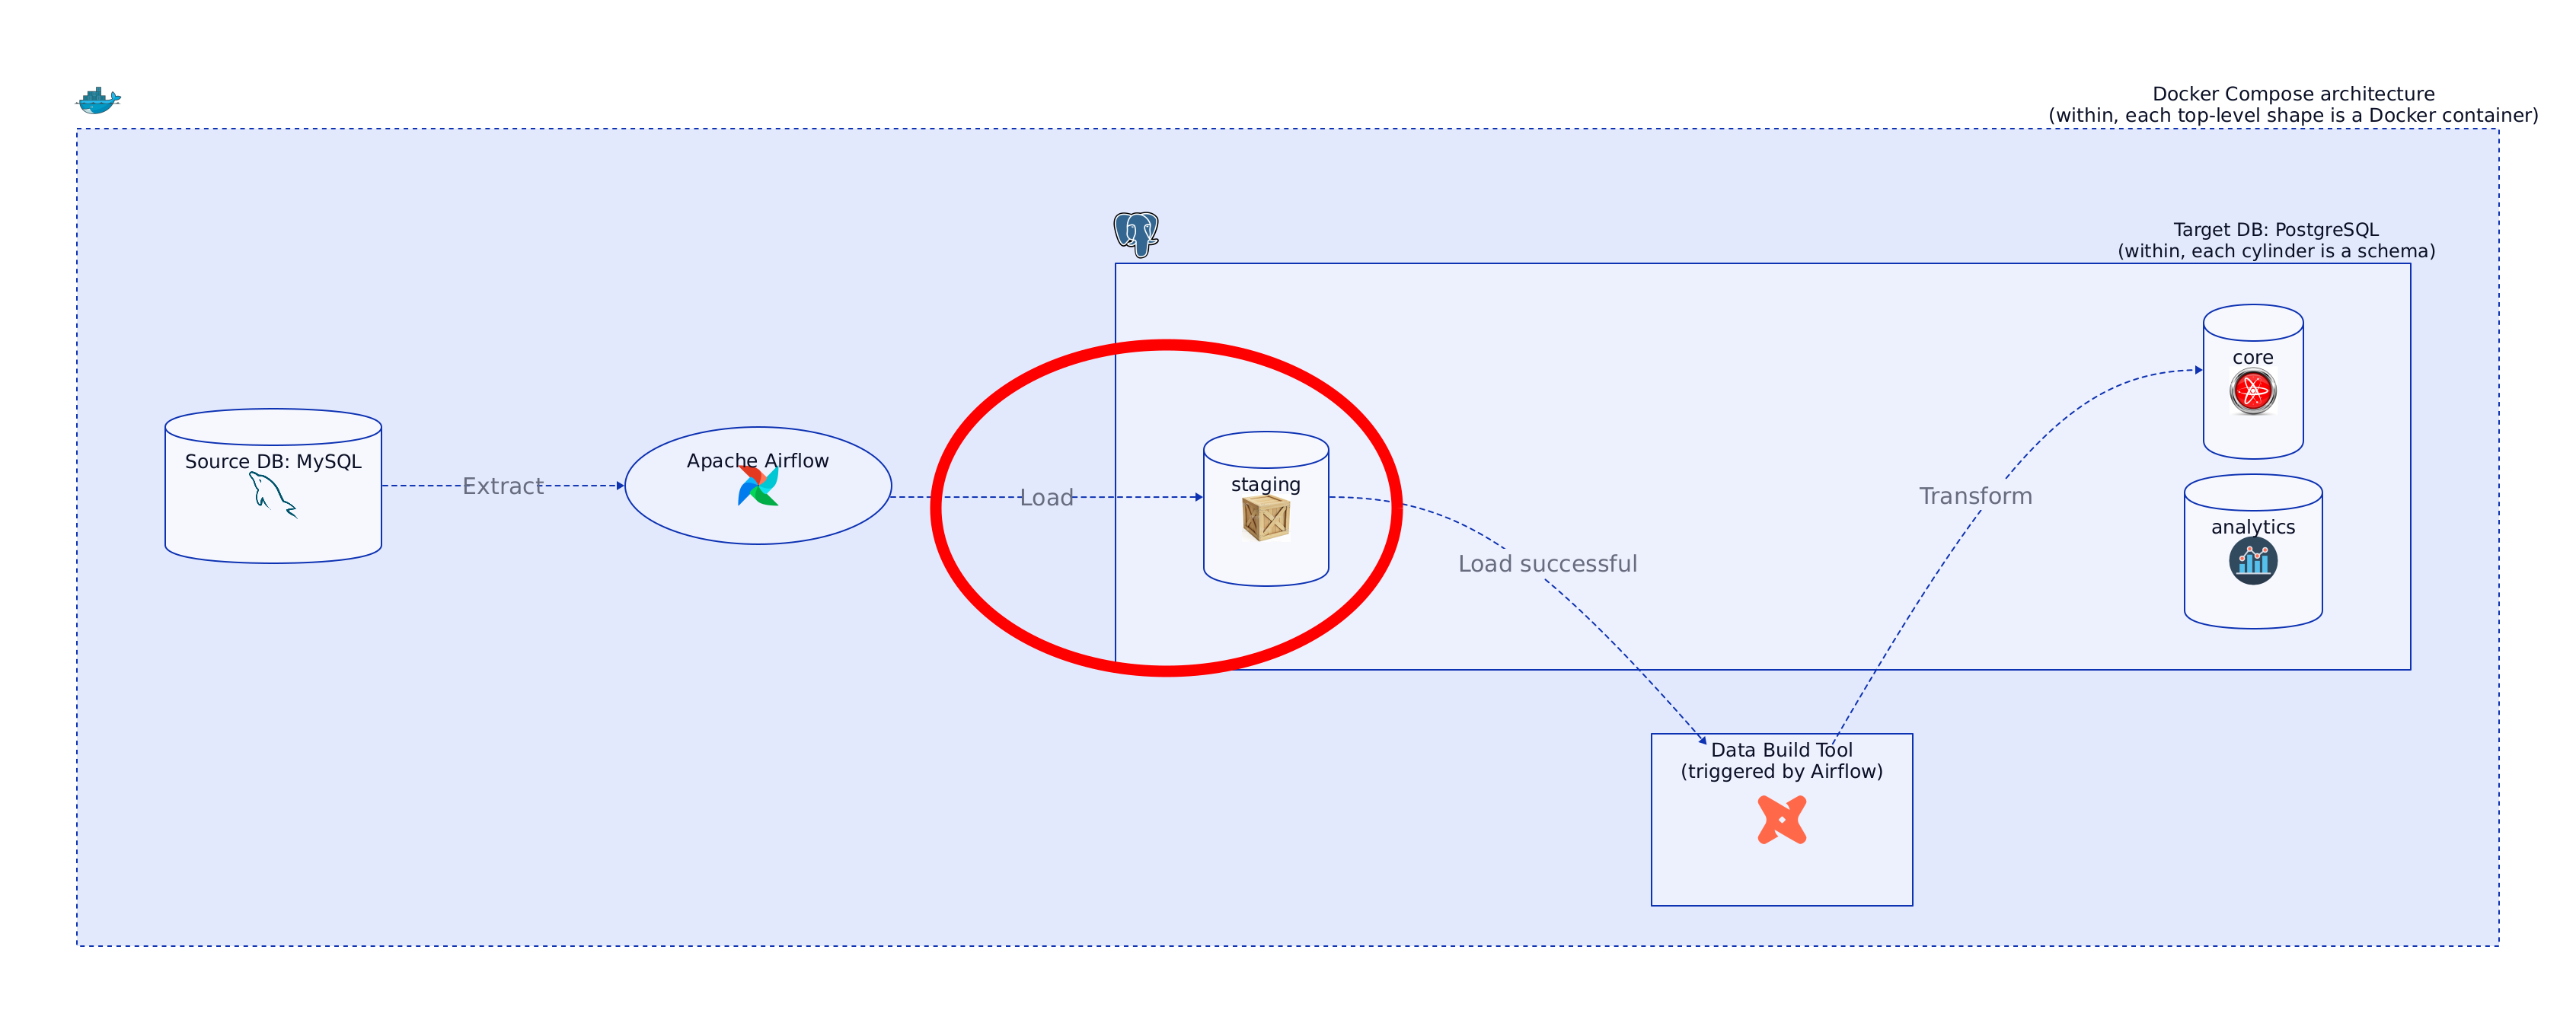 Docker Compose architecture
(within, each top-level shape is a Docker container)
Target DB: PostgreSQL
(within, each cylinder is a schema)
Source DB: MySQL
Extract
Apache Airflow
Load
staging
Load successful
Data Build Tool
(triggered by Airflow)
Transform
core
analytics